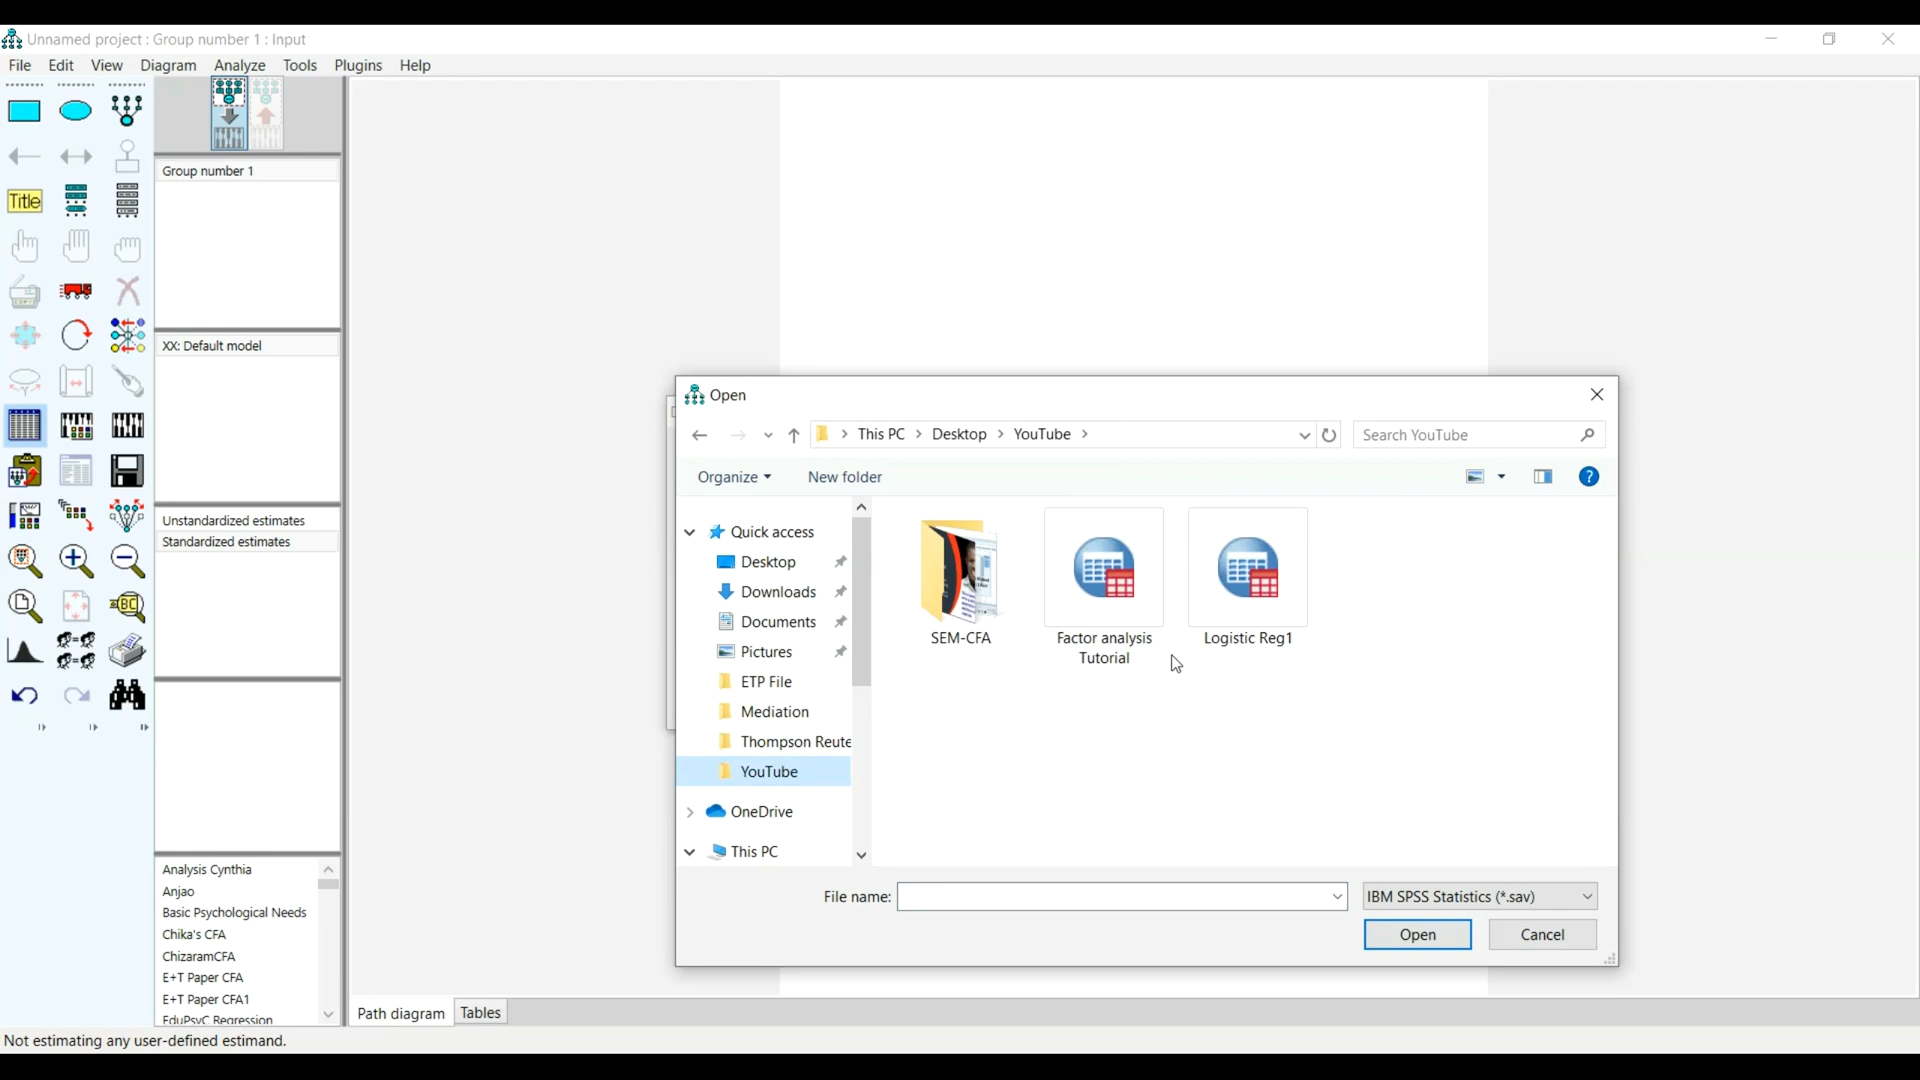 Unnamed project : Group number 1 : Input
File Edit View Diagram Analyze Tools Plugins Help
Title
Group number 1
XX: Default model
Unstandardized estimates
Standardized estimates
Analysis Cynthia
Anjao
Basic Psychological Needs
Chika's CFA
ChizaramCFA
E+T Paper CFA
E+T Paper CFA1
EduPsyC Regression
Open
This PC > Desktop > YouTube >
Search YouTube
Organize
New folder
Quick access
Desktop
Downloads
Documents
Pictures
ETP File
Mediation
Thompson Reute
YouTube
OneDrive
This PC
SEM-CFA
Factor analysis
Tutorial
Logistic Reg1
File name:
IBM SPSS Statistics (*.sav)
Open
Cancel
Path diagram
Tables
Not estimating any user-defined estimand.